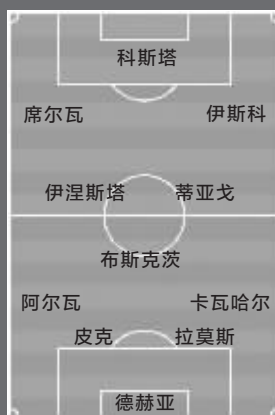 科斯塔
席尔瓦 伊斯科
伊涅斯塔 蒂亚戈
布斯克茨
阿尔瓦 卡瓦哈尔
皮克 拉莫斯
德赫亚